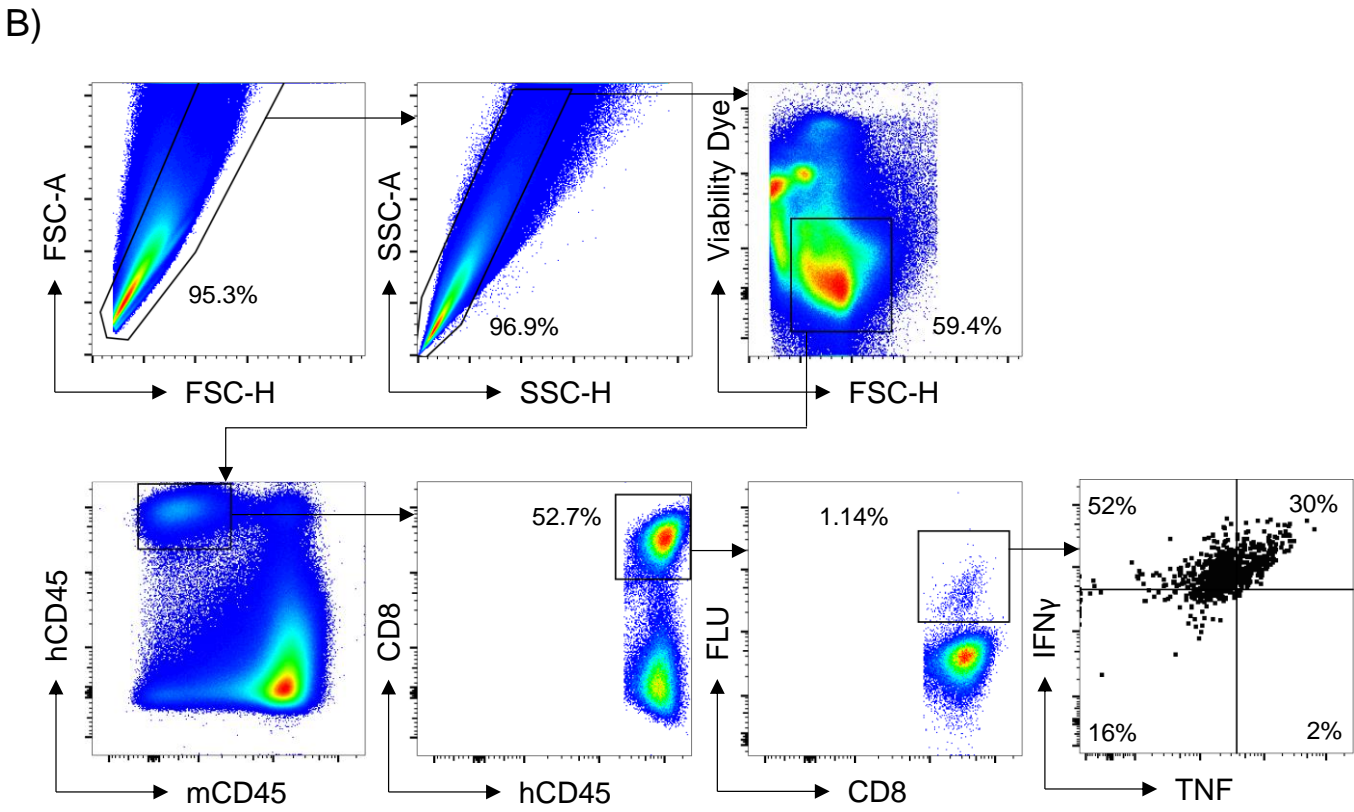 B)
FSC-A
95.3%
FSC-H
SSC-A
96.9%
SSC-H
Viability Dye
59.4%
FSC-H
hCD45
mCD45
CD8
52.7%
hCD45
FLU
1.14%
CD8
IFNγ
52%
30%
16%
2%
TNF